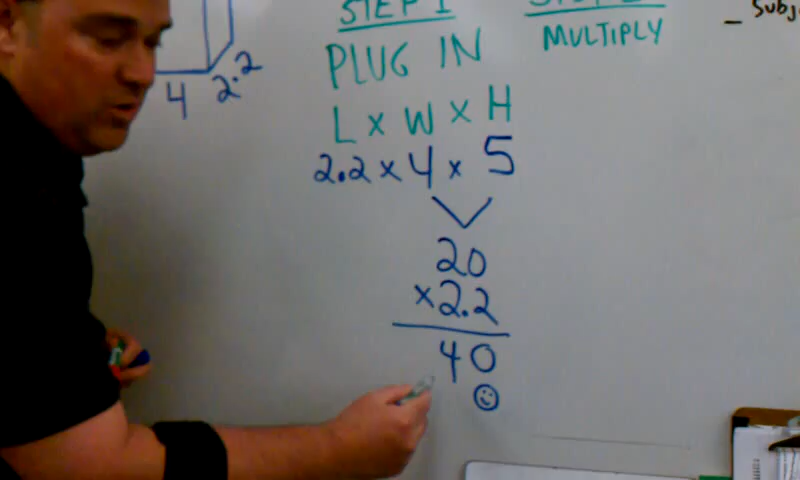 STEP 1
PLUG IN
MULTIPLY
4 2.2
L x W x H
2.2 x 4 x 5
20
x2.2
40